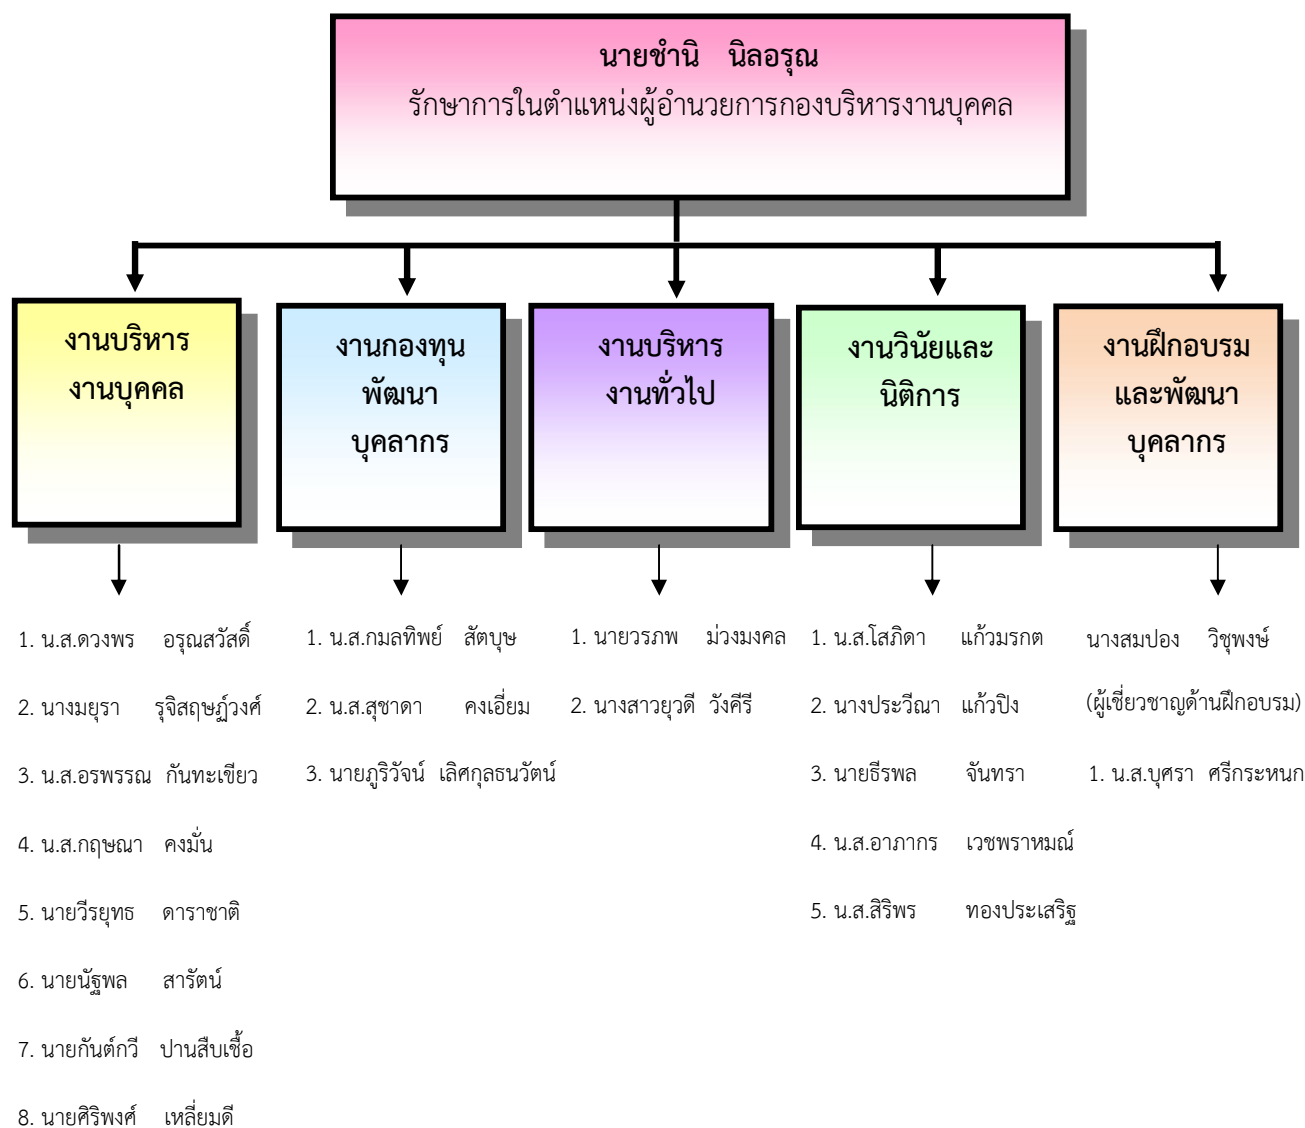 นายชำนิ นิลอรุณ
รักษาการในตำแหน่งผู้อำนวยการกองบริหารงานบุคคล
งานบริหาร
งานบุคคล
งานกองทุน
พัฒนา
บุคลากร
งานบริหาร
งานทั่วไป
งานวินัยและ
นิติการ
งานฝึกอบรม
และพัฒนา
บุคลากร
1. น.ส.ดวงพร อรุณสวัสดิ์
2. นางมยุรา รุจิสฤษฏ์วงศ์
3. น.ส.อรพรรณ กันทะเขียว
4. น.ส.กฤษณา คงมั่น
5. นายวีรยุทธ ดาราชาติ
6. นายนัฐพล สารัตน์
7. นายกันต์กวี ปานสืบเชื้อ
8. นายศิริพงศ์ เหลี่ยมดี
1. น.ส.กมลทิพย์ สัตบุษ
2. น.ส.สุชาดา คงเอี่ยม
3. นายภูริวัจน์ เลิศกุลธนวัตน์
1. นายวรภพ ม่วงมงคล
2. นางสาวยุวดี วังคีรี
1. น.ส.โสภิดา แก้วมรกต
2. นางประวีณา แก้วปิง
3. นายธีรพล จันทรา
4. น.ส.อาภากร เวชพราหมณ์
5. น.ส.สิริพร ทองประเสริฐ
นางสมปอง วิชุพงษ์
(ผู้เชี่ยวชาญด้านฝึกอบรม)
1. น.ส.บุศรา ศรีกระหนก